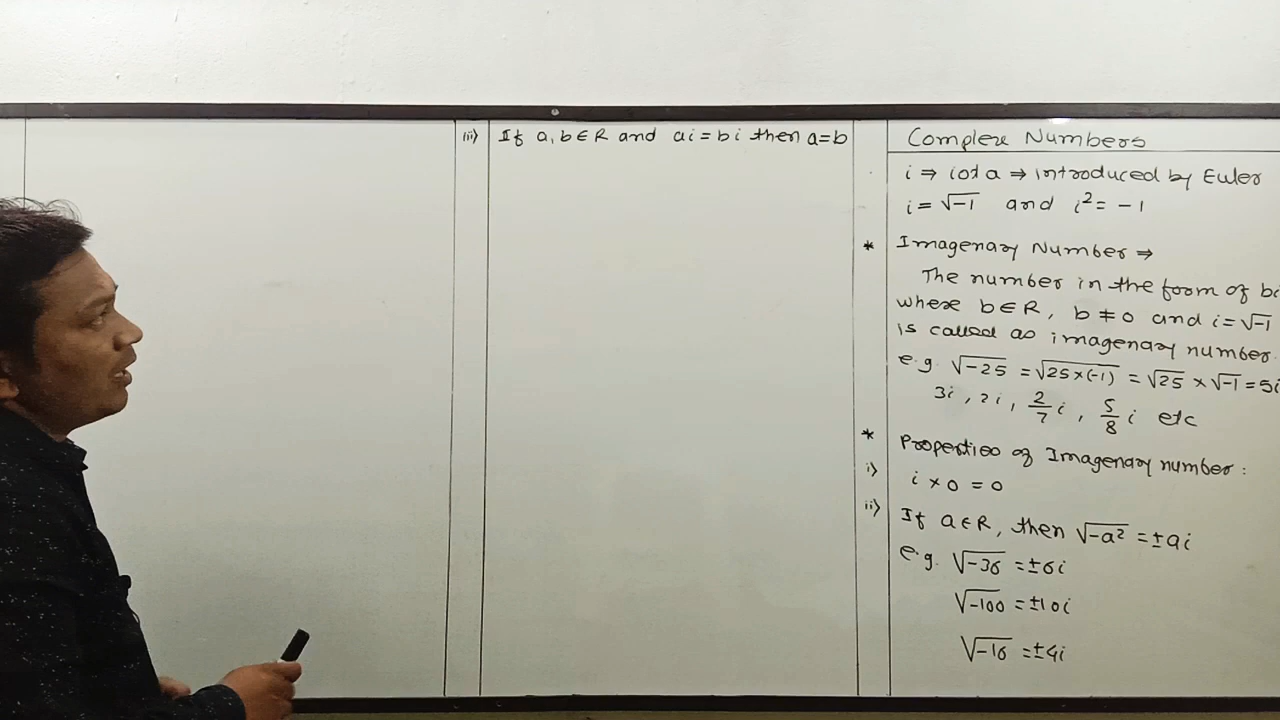 Complex Numbers
i ⇒ iota ⇒ introduced by Euler
i = √-1 and i² = -1
* Imagenary Number ⇒
The number in the form of bi
where b∈R, b ≠ 0 and i = √-1
is called as imagenary number.
e.g. √-25 = √25×(-1) = √25 × √-1 = 5i
3i, 2i, 2/7 i, 5/8 i etc
* Properties of Imagenary number:
i) i × 0 = 0
ii) If a∈R, then √-a² = ±ai
e.g. √-36 = ±6i
√-100 = ±10i
√-16 = ±4i
iii) If a, b∈R and ai = bi then a=b